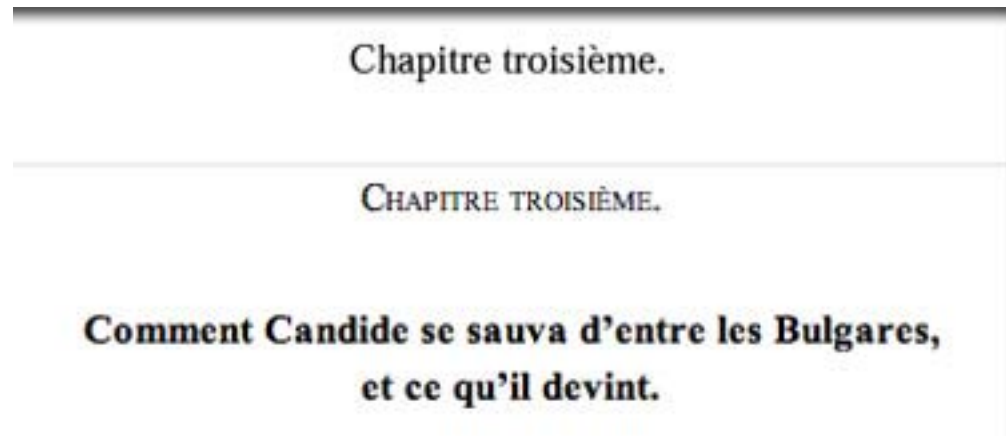 Chapitre troisième.
CHAPITRE TROISIÈME.
Comment Candide se sauva d’entre les Bulgares,
et ce qu’il devint.